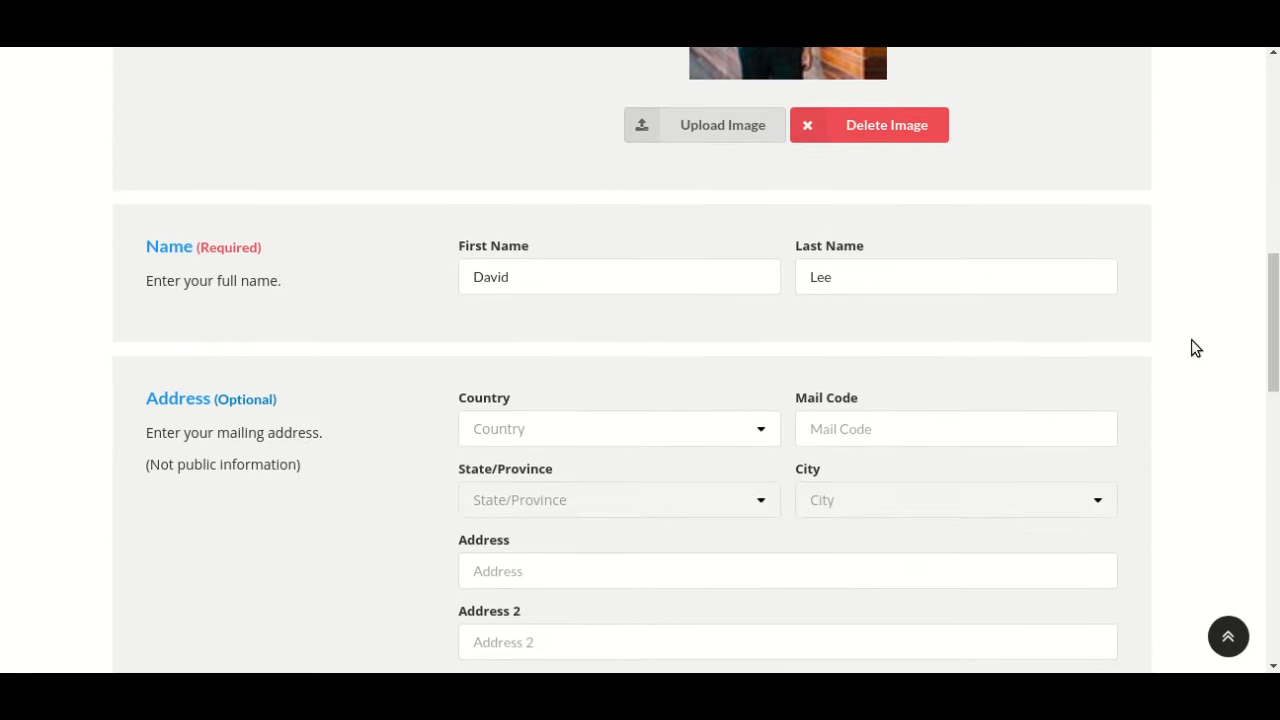 Upload Image
Delete Image
Name (Required)
Enter your full name.
First Name
David
Last Name
Lee
Address (Optional)
Enter your mailing address.
(Not public information)
Country
Country
Mail Code
Mail Code
State/Province
State/Province
City
City
Address
Address
Address 2
Address 2